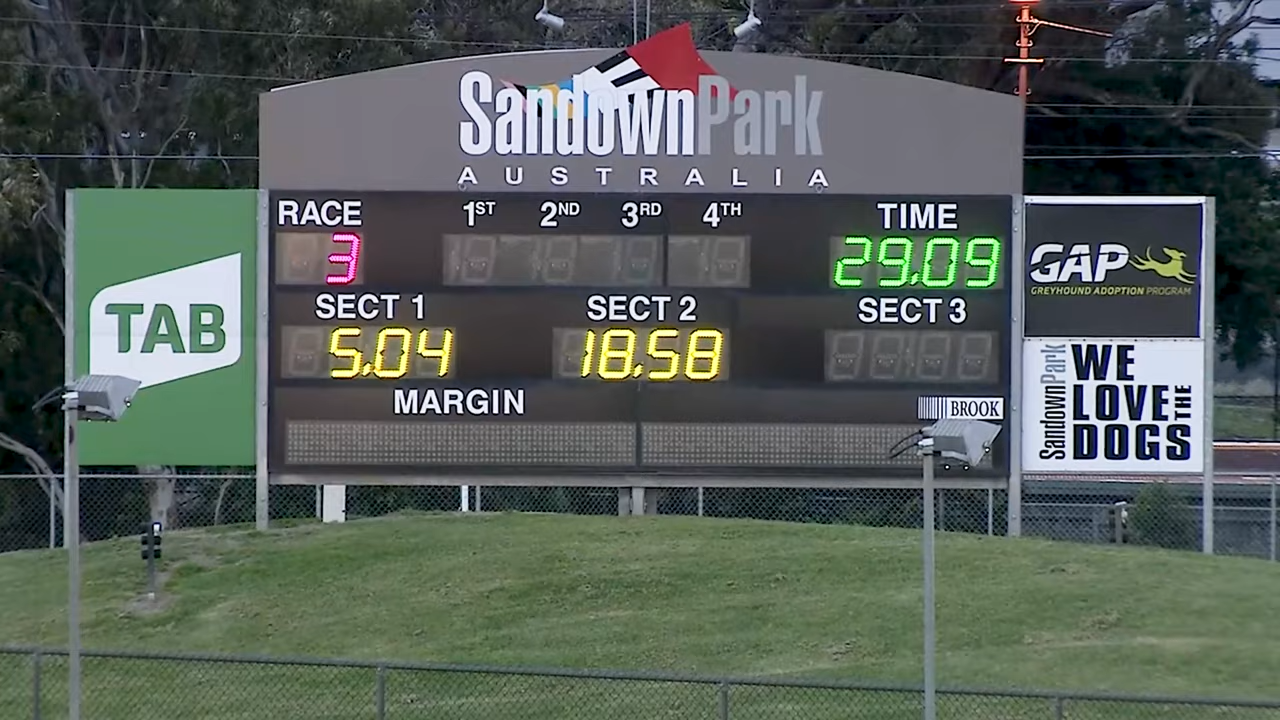 SandownPark
AUSTRALIA
RACE 1ST 2ND 3RD 4TH TIME
3 29.09
SECT 1 SECT 2 SECT 3
5.04 18.58
MARGIN
BROOK
TAB
GAP
GREYHOUND ADOPTION PROGRAM
SandownPark
WE
LOVE THE
DOGS